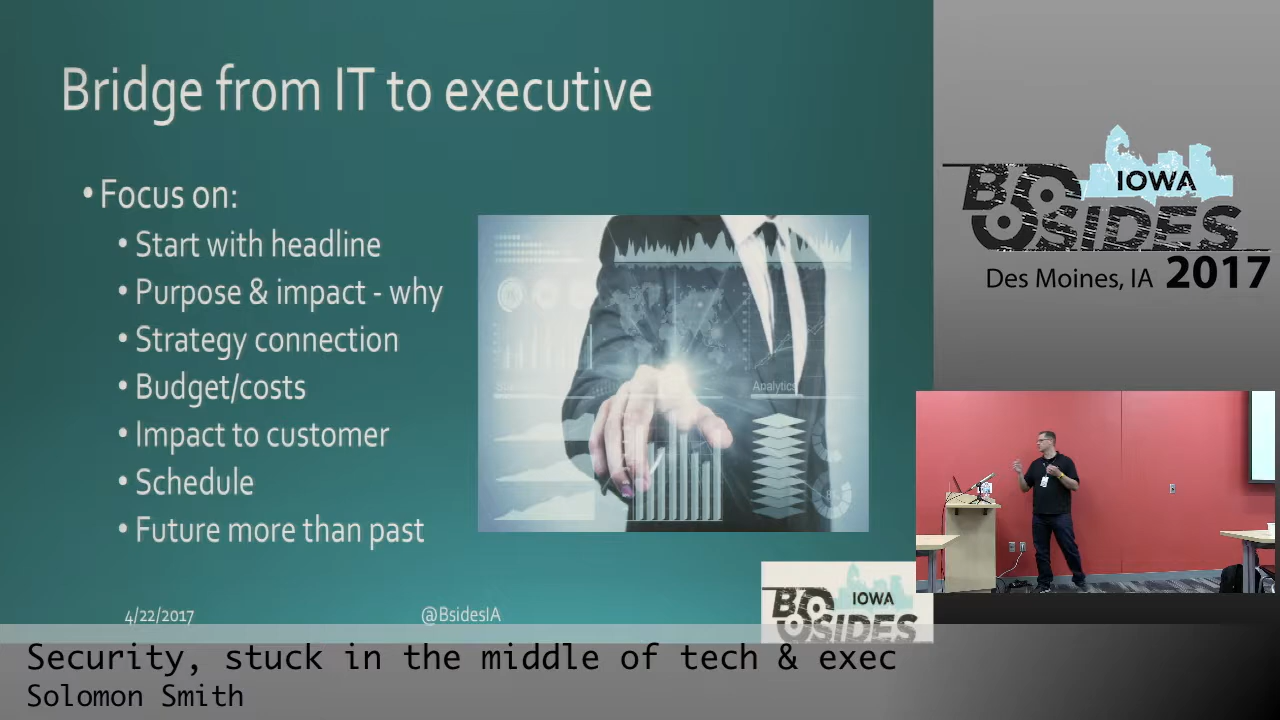 Bridge from IT to executive
• Focus on:
• Start with headline
• Purpose & impact - why
• Strategy connection
• Budget/costs
• Impact to customer
• Schedule
• Future more than past
Analytics
4/22/2017
@BsidesIA
IOWA
BSIDES
IOWA
BSIDES
Des Moines, IA 2017
Security, stuck in the middle of tech & exec
Solomon Smith